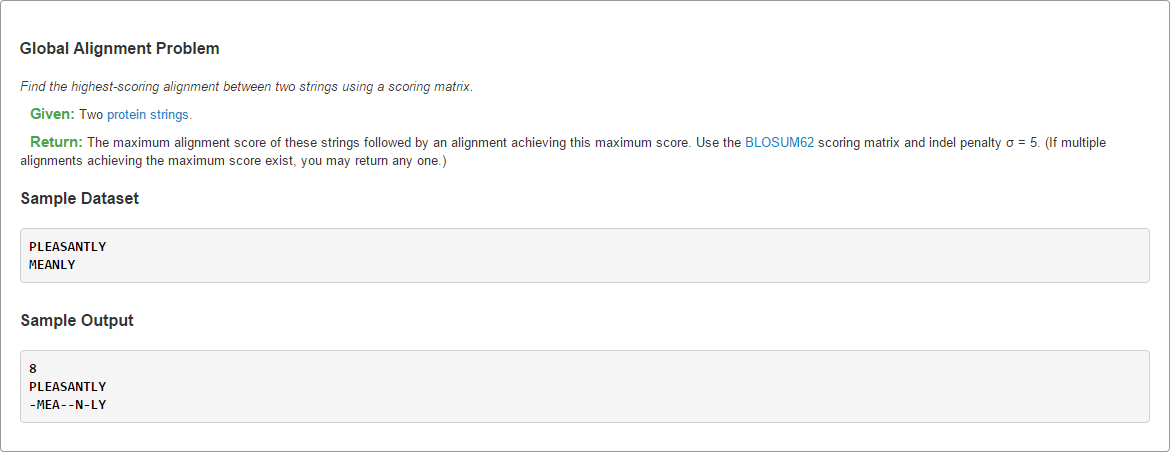 Global Alignment Problem
Find the highest-scoring alignment between two strings using a scoring matrix.
Given: Two protein strings.
Return: The maximum alignment score of these strings followed by an alignment achieving this maximum score. Use the BLOSUM62 scoring matrix and indel penalty σ = 5. (If multiple
alignments achieving the maximum score exist, you may return any one.)
Sample Dataset
PLEASANTLY
MEANLY
Sample Output
8
PLEASANTLY
-MEA--N-LY